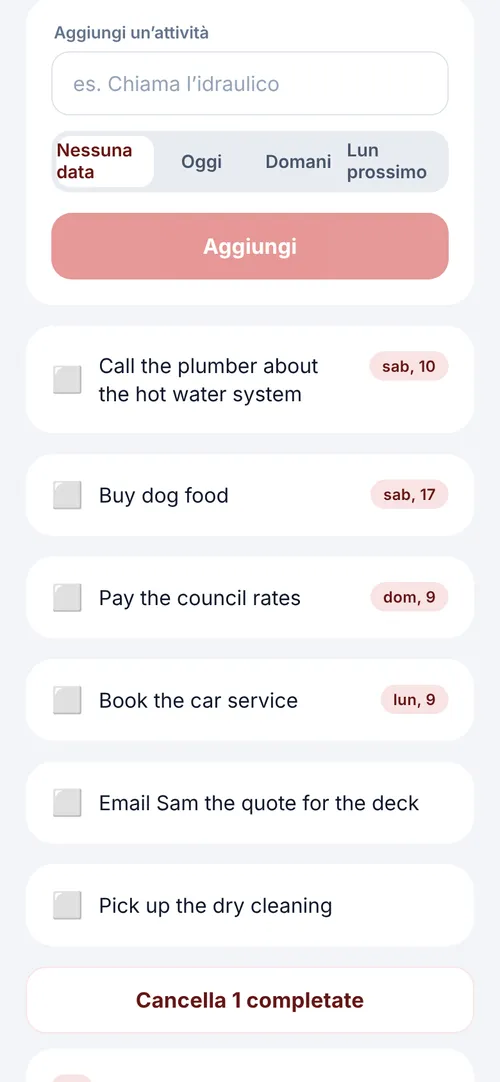 Aggiungi un’attività
es. Chiama l’idraulico
Nessuna
data
Oggi
Domani
Lun
prossimo
Aggiungi
Call the plumber about
the hot water system
sab, 10
Buy dog food
sab, 17
Pay the council rates
dom, 9
Book the car service
lun, 9
Email Sam the quote for the deck
Pick up the dry cleaning
Cancella 1 completate